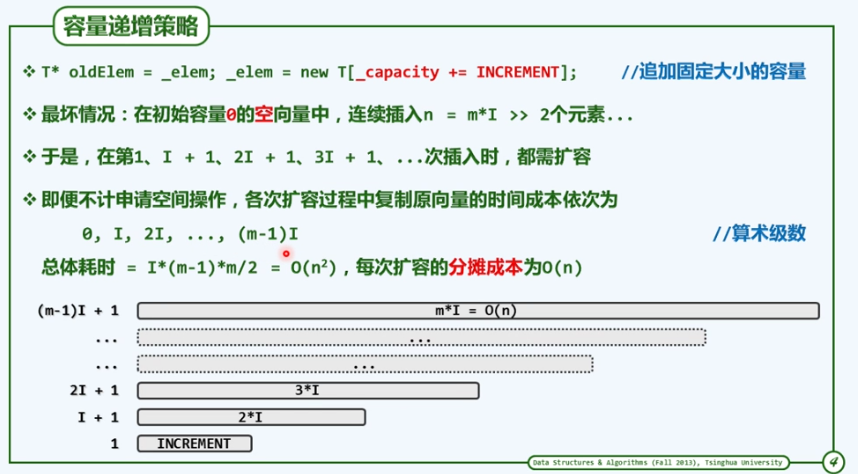 容量递增策略
❖ T* oldElem = _elem; _elem = new T[_capacity += INCREMENT]; //追加固定大小的容量
❖ 最坏情况：在初始容量0的空向量中，连续插入n = m*I >> 2个元素...
❖ 于是，在第1、I + 1、2I + 1、3I + 1、...次插入时，都需扩容
❖ 即便不计申请空间操作，各次扩容过程中复制原向量的时间成本依次为
0, I, 2I, ..., (m-1)I //算术级数
总体耗时 = I*(m-1)*m/2 = O(n²)，每次扩容的分摊成本为O(n)
(m-1)I + 1 m*I = O(n)
... ...
... ...
2I + 1 3*I
I + 1 2*I
1 INCREMENT
Data Structures & Algorithms (Fall 2013), Tsinghua University 4